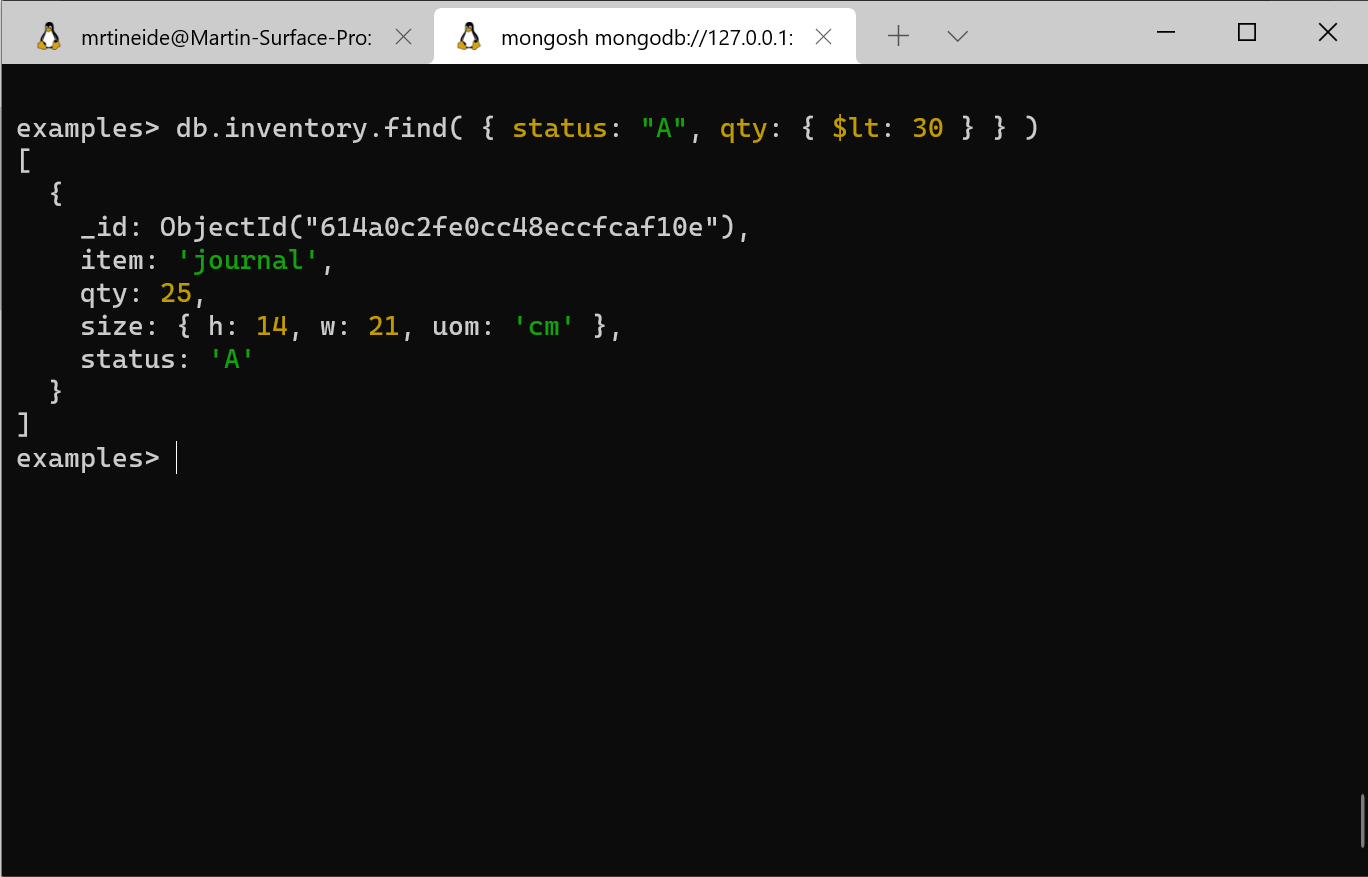 mrtineide@Martin-Surface-Pro:
mongosh mongodb://127.0.0.1:
examples> db.inventory.find( { status: "A", qty: { $lt: 30 } } )
[
  {
    _id: ObjectId("614a0c2fe0cc48eccfcaf10e"),
    item: 'journal',
    qty: 25,
    size: { h: 14, w: 21, uom: 'cm' },
    status: 'A'
  }
]
examples>